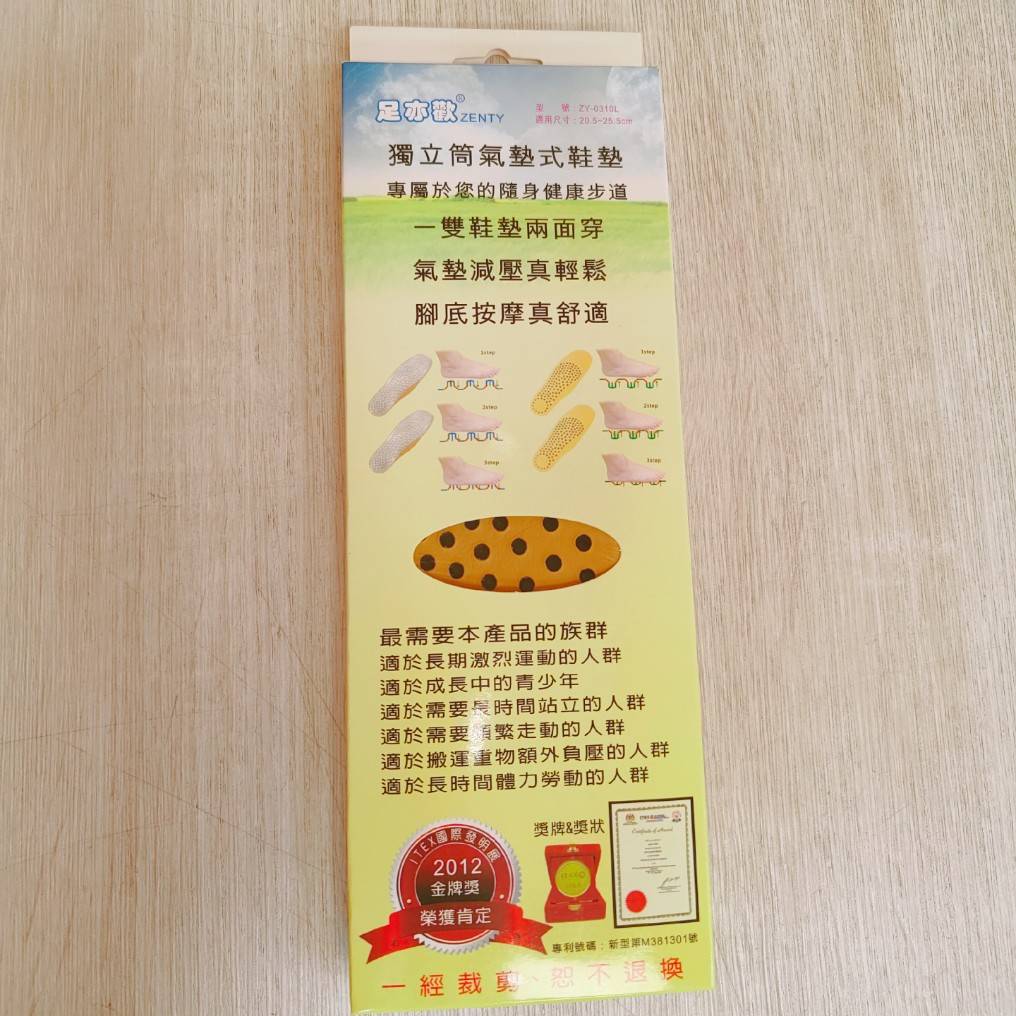 足亦歡® ZENTY
型 號：ZY-0310L
適用尺寸：20.5~25.5cm
獨立筒氣墊式鞋墊
專屬於您的隨身健康步道
一雙鞋墊兩面穿
氣墊減壓真輕鬆
腳底按摩真舒適
1step
1step
2step
2step
3step
3step
最需要本產品的族群
適於長期激烈運動的人群
適於成長中的青少年
適於需要長時間站立的人群
適於需要頻繁走動的人群
適於搬運重物額外負壓的人群
適於長時間體力勞動的人群
ITEX國際發明展
2012
金牌獎
榮獲肯定
獎牌&獎狀
Certificate of Award
專利號碼：新型第M381301號
一經裁剪、恕不退換